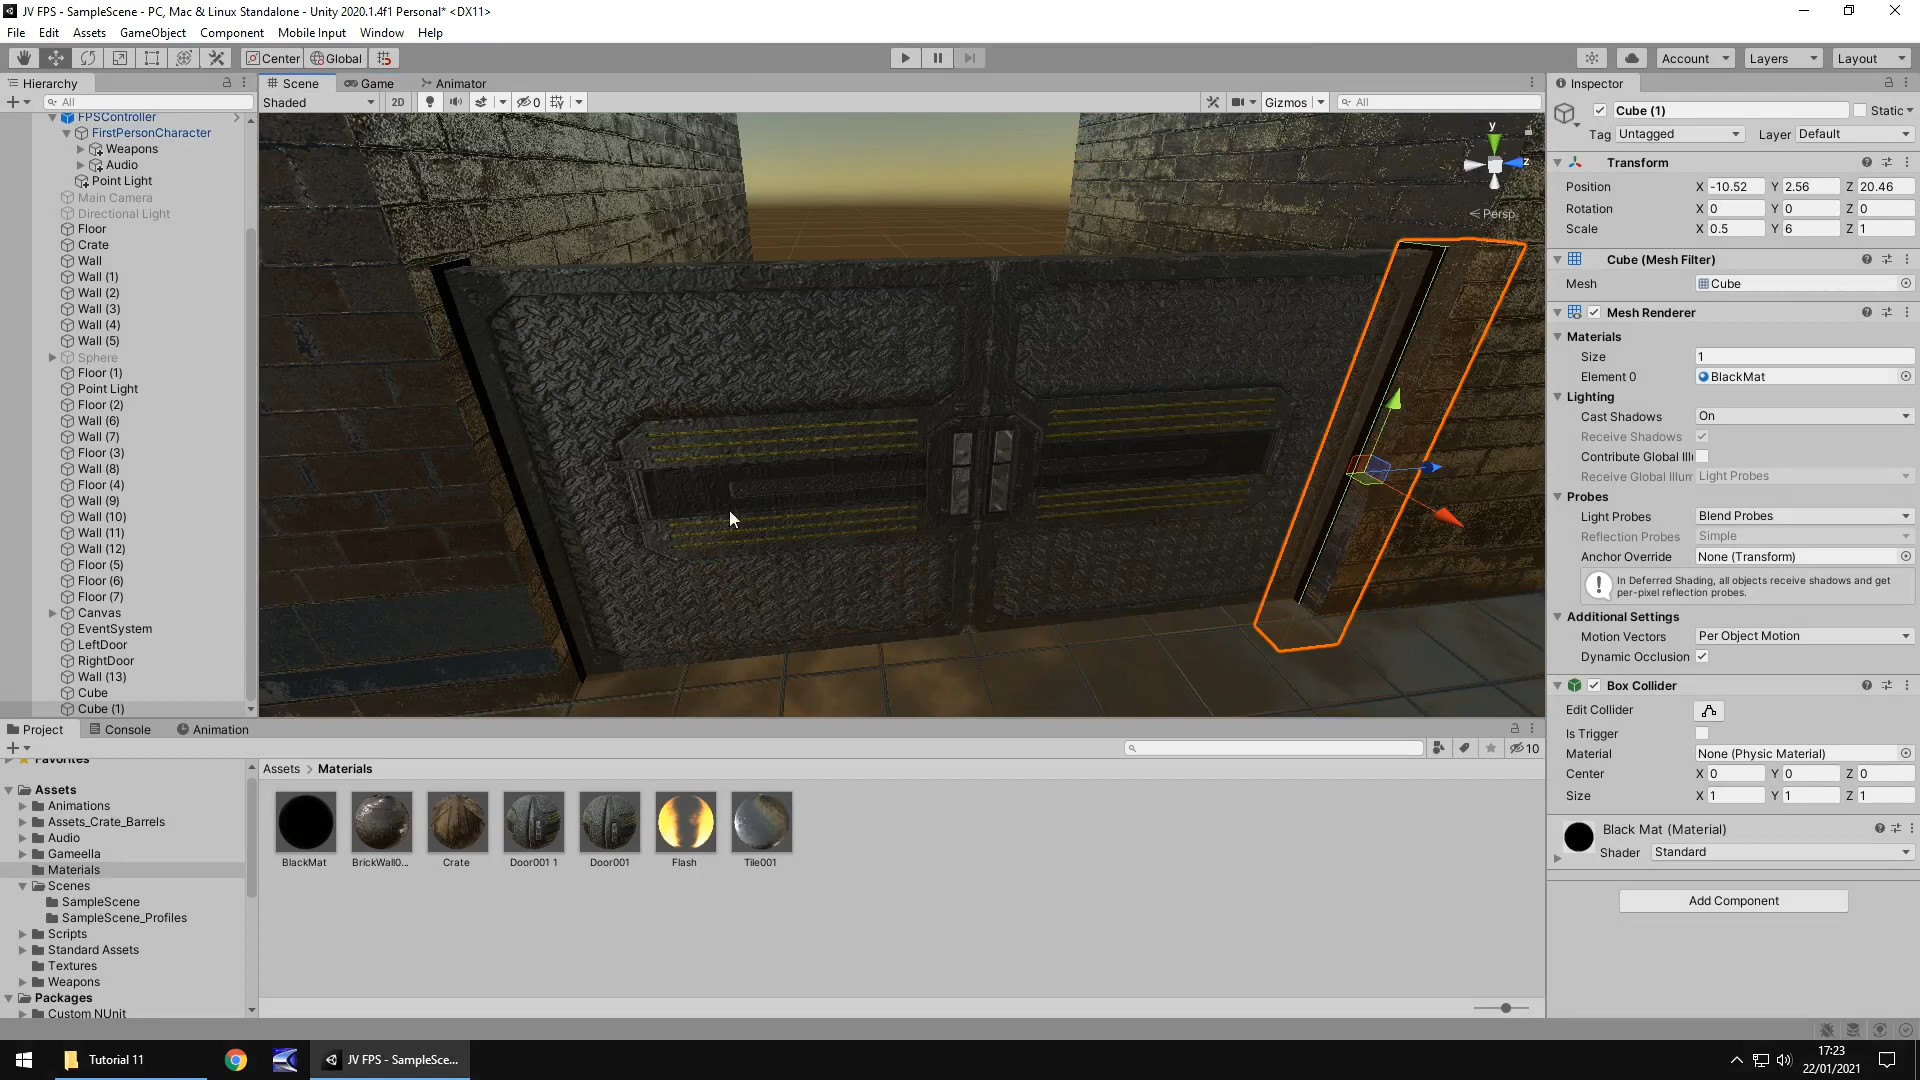 JV FPS - SampleScene - PC, Mac & Linux Standalone - Unity 2020.1.4f1 Personal* <DX11>
File Edit Assets GameObject Component Mobile Input Window Help
Center Global Account Layers Layout
Hierarchy
All
FPSController
FirstPersonCharacter
Weapons
Audio
Point Light
Main Camera
Directional Light
Floor
Crate
Wall
Wall (1)
Wall (2)
Wall (3)
Wall (4)
Wall (5)
Sphere
Floor (1)
Point Light
Floor (2)
Wall (6)
Wall (7)
Floor (3)
Wall (8)
Floor (4)
Wall (9)
Wall (10)
Wall (11)
Wall (12)
Floor (5)
Floor (6)
Floor (7)
Canvas
EventSystem
LeftDoor
RightDoor
Wall (13)
Cube
Cube (1)
Scene Game Animator
Shaded 2D 0 Gizmos All
y
z
Persp
Inspector
Cube (1) Static
Tag Untagged Layer Default
Transform
Position X -10.52 Y 2.56 Z 20.46
Rotation X 0 Y 0 Z 0
Scale X 0.5 Y 6 Z 1
Cube (Mesh Filter)
Mesh Cube
Mesh Renderer
Materials
Size 1
Element 0 BlackMat
Lighting
Cast Shadows On
Receive Shadows
Contribute Global Illumi
Receive Global Illum Light Probes
Probes
Light Probes Blend Probes
Reflection Probes Simple
Anchor Override None (Transform)
In Deferred Shading, all objects receive shadows and get
per-pixel reflection probes.
Additional Settings
Motion Vectors Per Object Motion
Dynamic Occlusion
Box Collider
Edit Collider
Is Trigger
Material None (Physic Material)
Center X 0 Y 0 Z 0
Size X 1 Y 1 Z 1
Black Mat (Material)
Shader Standard
Add Component
Project Console Animation
10
Favorites
Assets
Animations
Assets_Crate_Barrels
Audio
Gameella
Materials
Scenes
SampleScene
SampleScene_Profiles
Scripts
Standard Assets
Textures
Weapons
Packages
Custom NUnit
Assets > Materials
BlackMat BrickWall0... Crate Door001 1 Door001 Flash Tile001
Tutorial 11
JV FPS - SampleSce...
17:23
22/01/2021